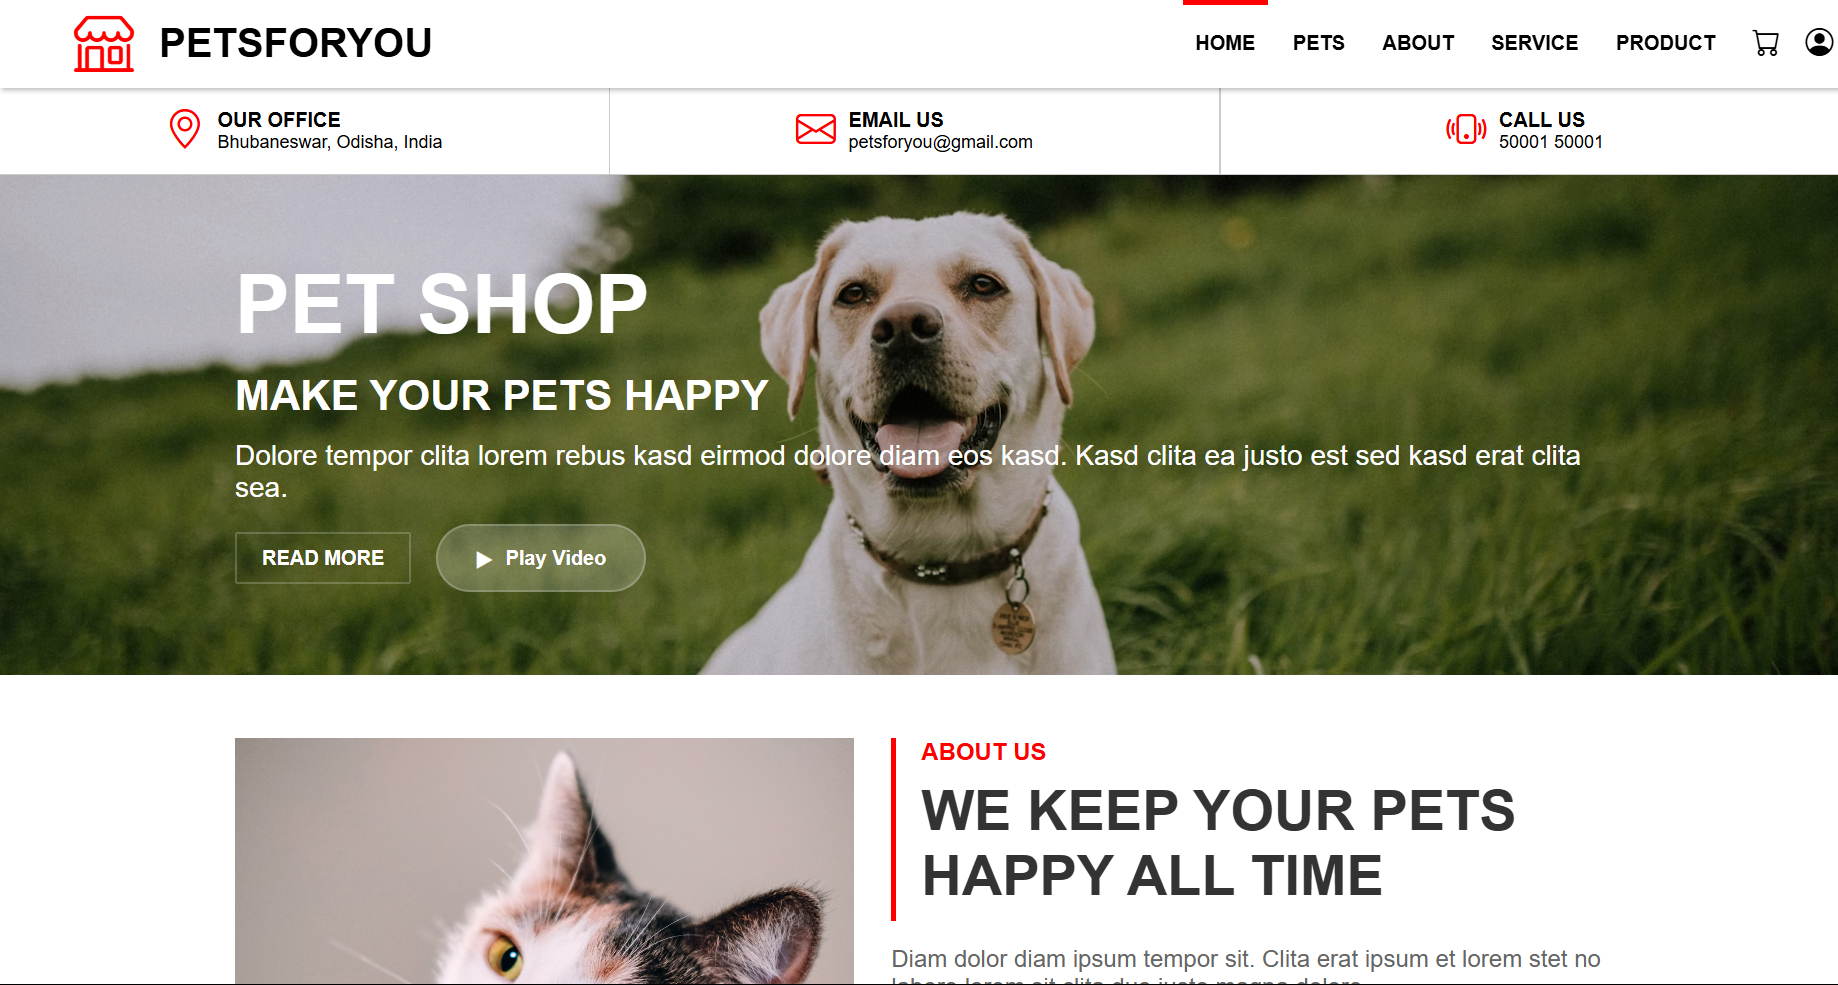 PETSFORYOU
HOME PETS ABOUT SERVICE PRODUCT
OUR OFFICE
Bhubaneswar, Odisha, India
EMAIL US
petsforyou@gmail.com
CALL US
50001 50001
PET SHOP
MAKE YOUR PETS HAPPY
Dolore tempor clita lorem rebus kasd eirmod dolore diam eos kasd. Kasd clita ea justo est sed kasd erat clita
sea.
READ MORE
Play Video
ABOUT US
WE KEEP YOUR PETS
HAPPY ALL TIME
Diam dolor diam ipsum tempor sit. Clita erat ipsum et lorem stet no